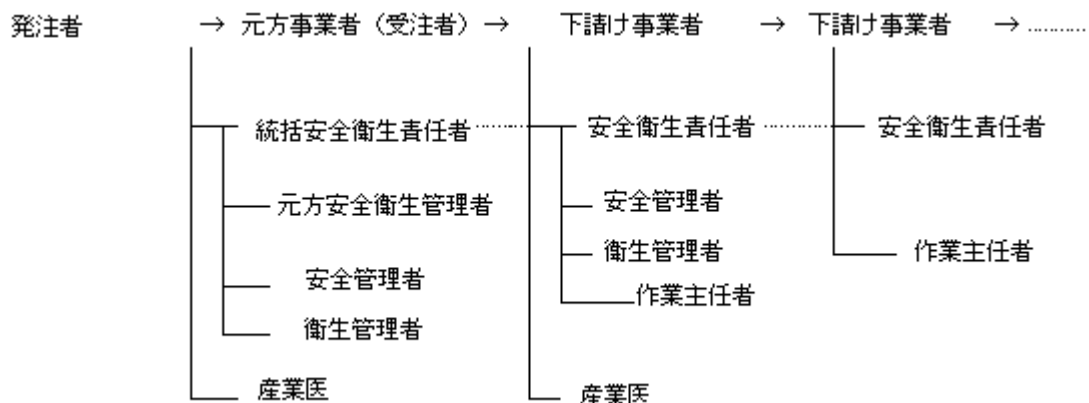 発注者 → 元方事業者（受注者）→ 下請け事業者 → 下請け事業者 → ...........
統括安全衛生責任者 ......... 安全衛生責任者 ............ 安全衛生責任者
元方安全衛生管理者 安全管理者
衛生管理者 作業主任者
安全管理者 作業主任者
衛生管理者
産業医 産業医